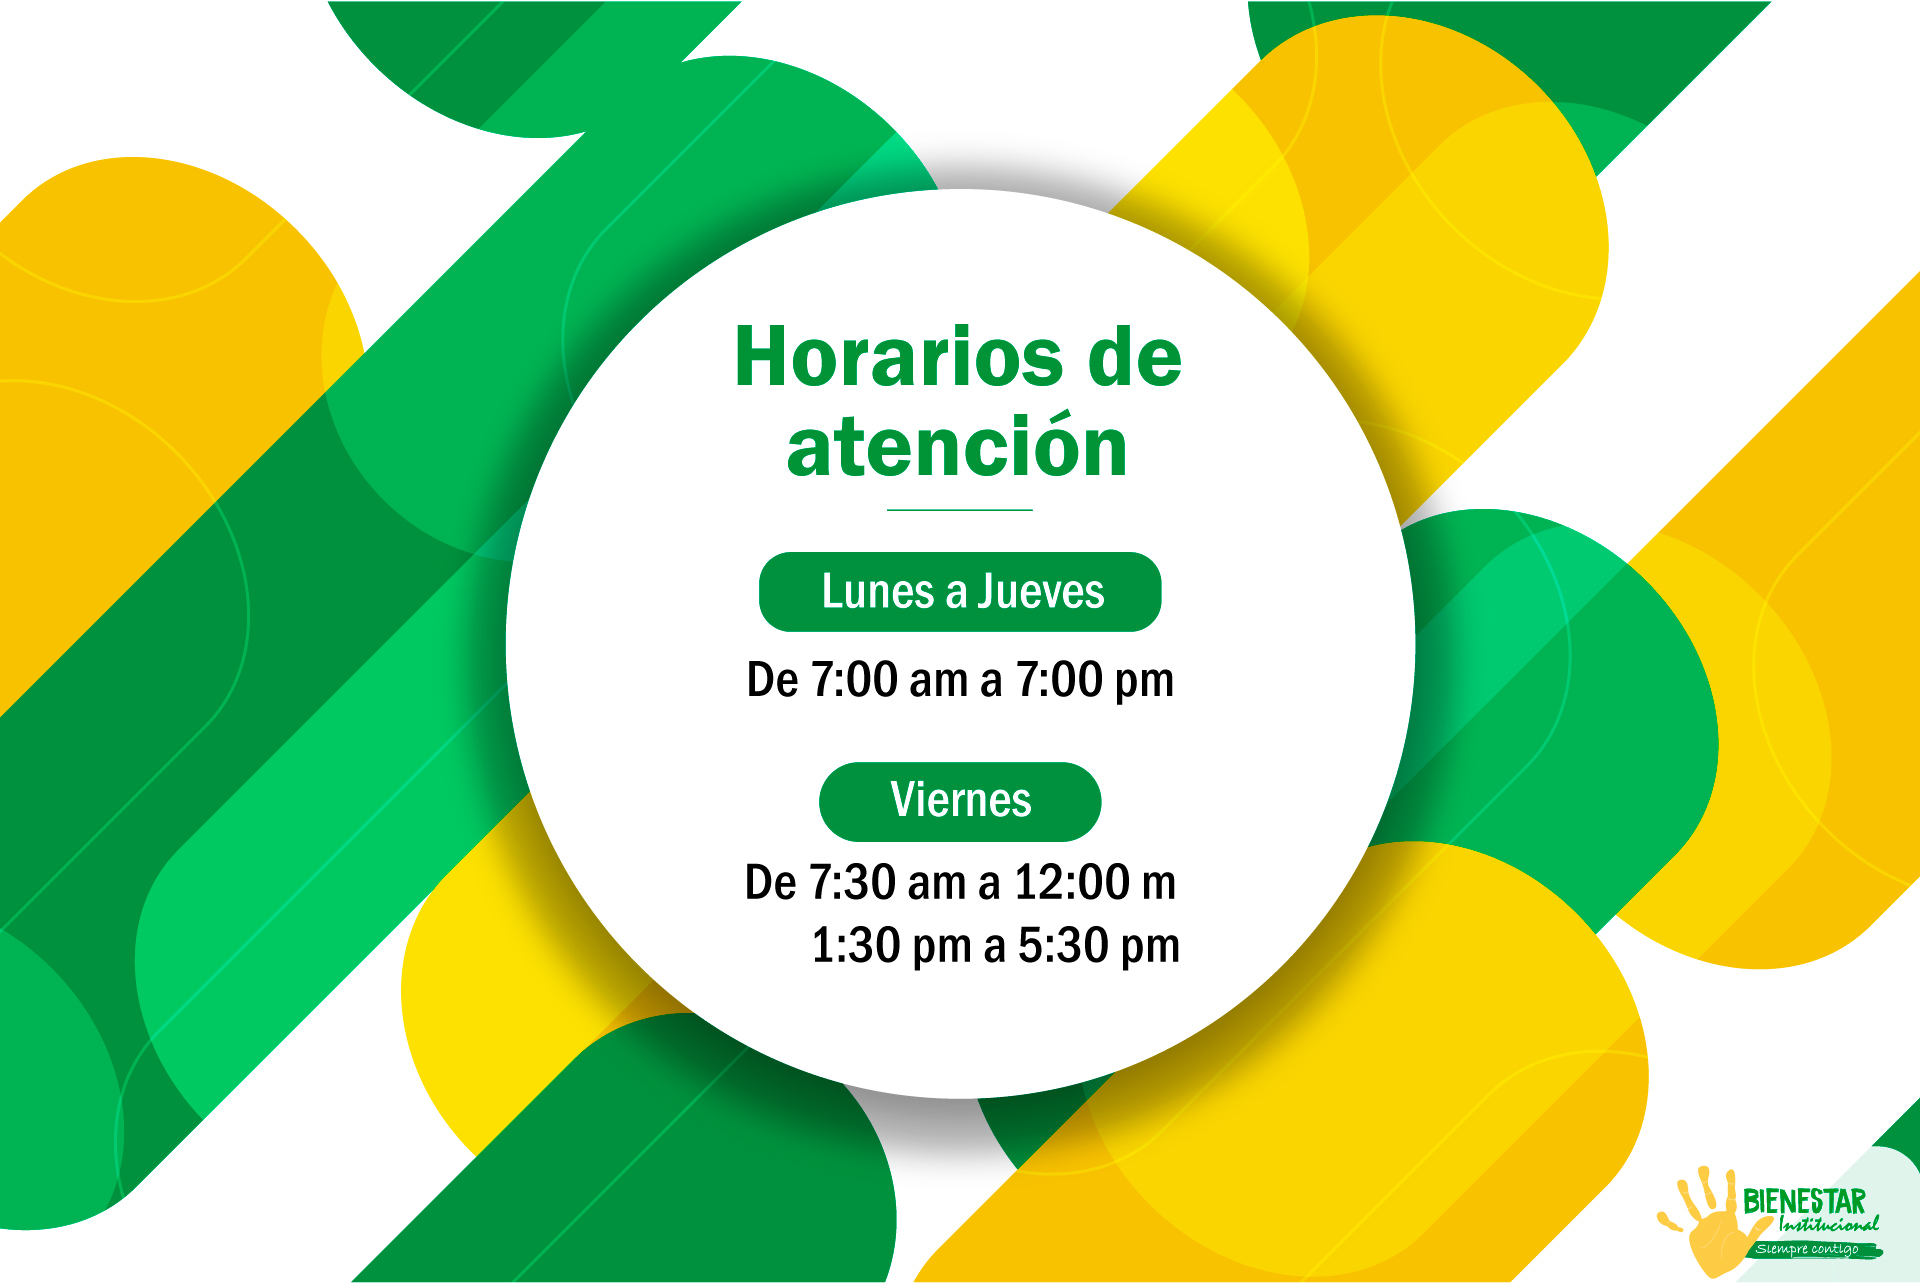 Horarios de
atención
Lunes a Jueves
De 7:00 am a 7:00 pm
Viernes
De 7:30 am a 12:00 m
1:30 pm a 5:30 pm
BIENESTAR
Institucional
Siempre contigo